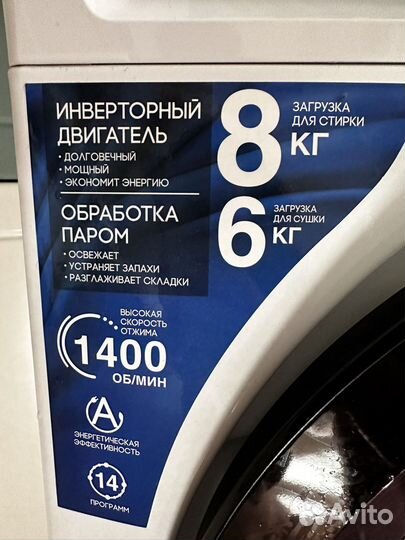 ИНВЕРТОРНЫЙ
ДВИГАТЕЛЬ
• ДОЛГОВЕЧНЫЙ
• МОЩНЫЙ
• ЭКОНОМИТ ЭНЕРГИЮ
8 КГ
ЗАГРУЗКА
ДЛЯ СТИРКИ
ОБРАБОТКА
ПАРОМ
• ОСВЕЖАЕТ
• УСТРАНЯЕТ ЗАПАХИ
• РАЗГЛАЖИВАЕТ СКЛАДКИ
6 КГ
ЗАГРУЗКА
ДЛЯ СУШКИ
ВЫСОКАЯ
СКОРОСТЬ
ОТЖИМА
1400
ОБ/МИН
A
ЭНЕРГЕТИЧЕСКАЯ
ЭФФЕКТИВНОСТЬ
14
ПРОГРАММ
Avito